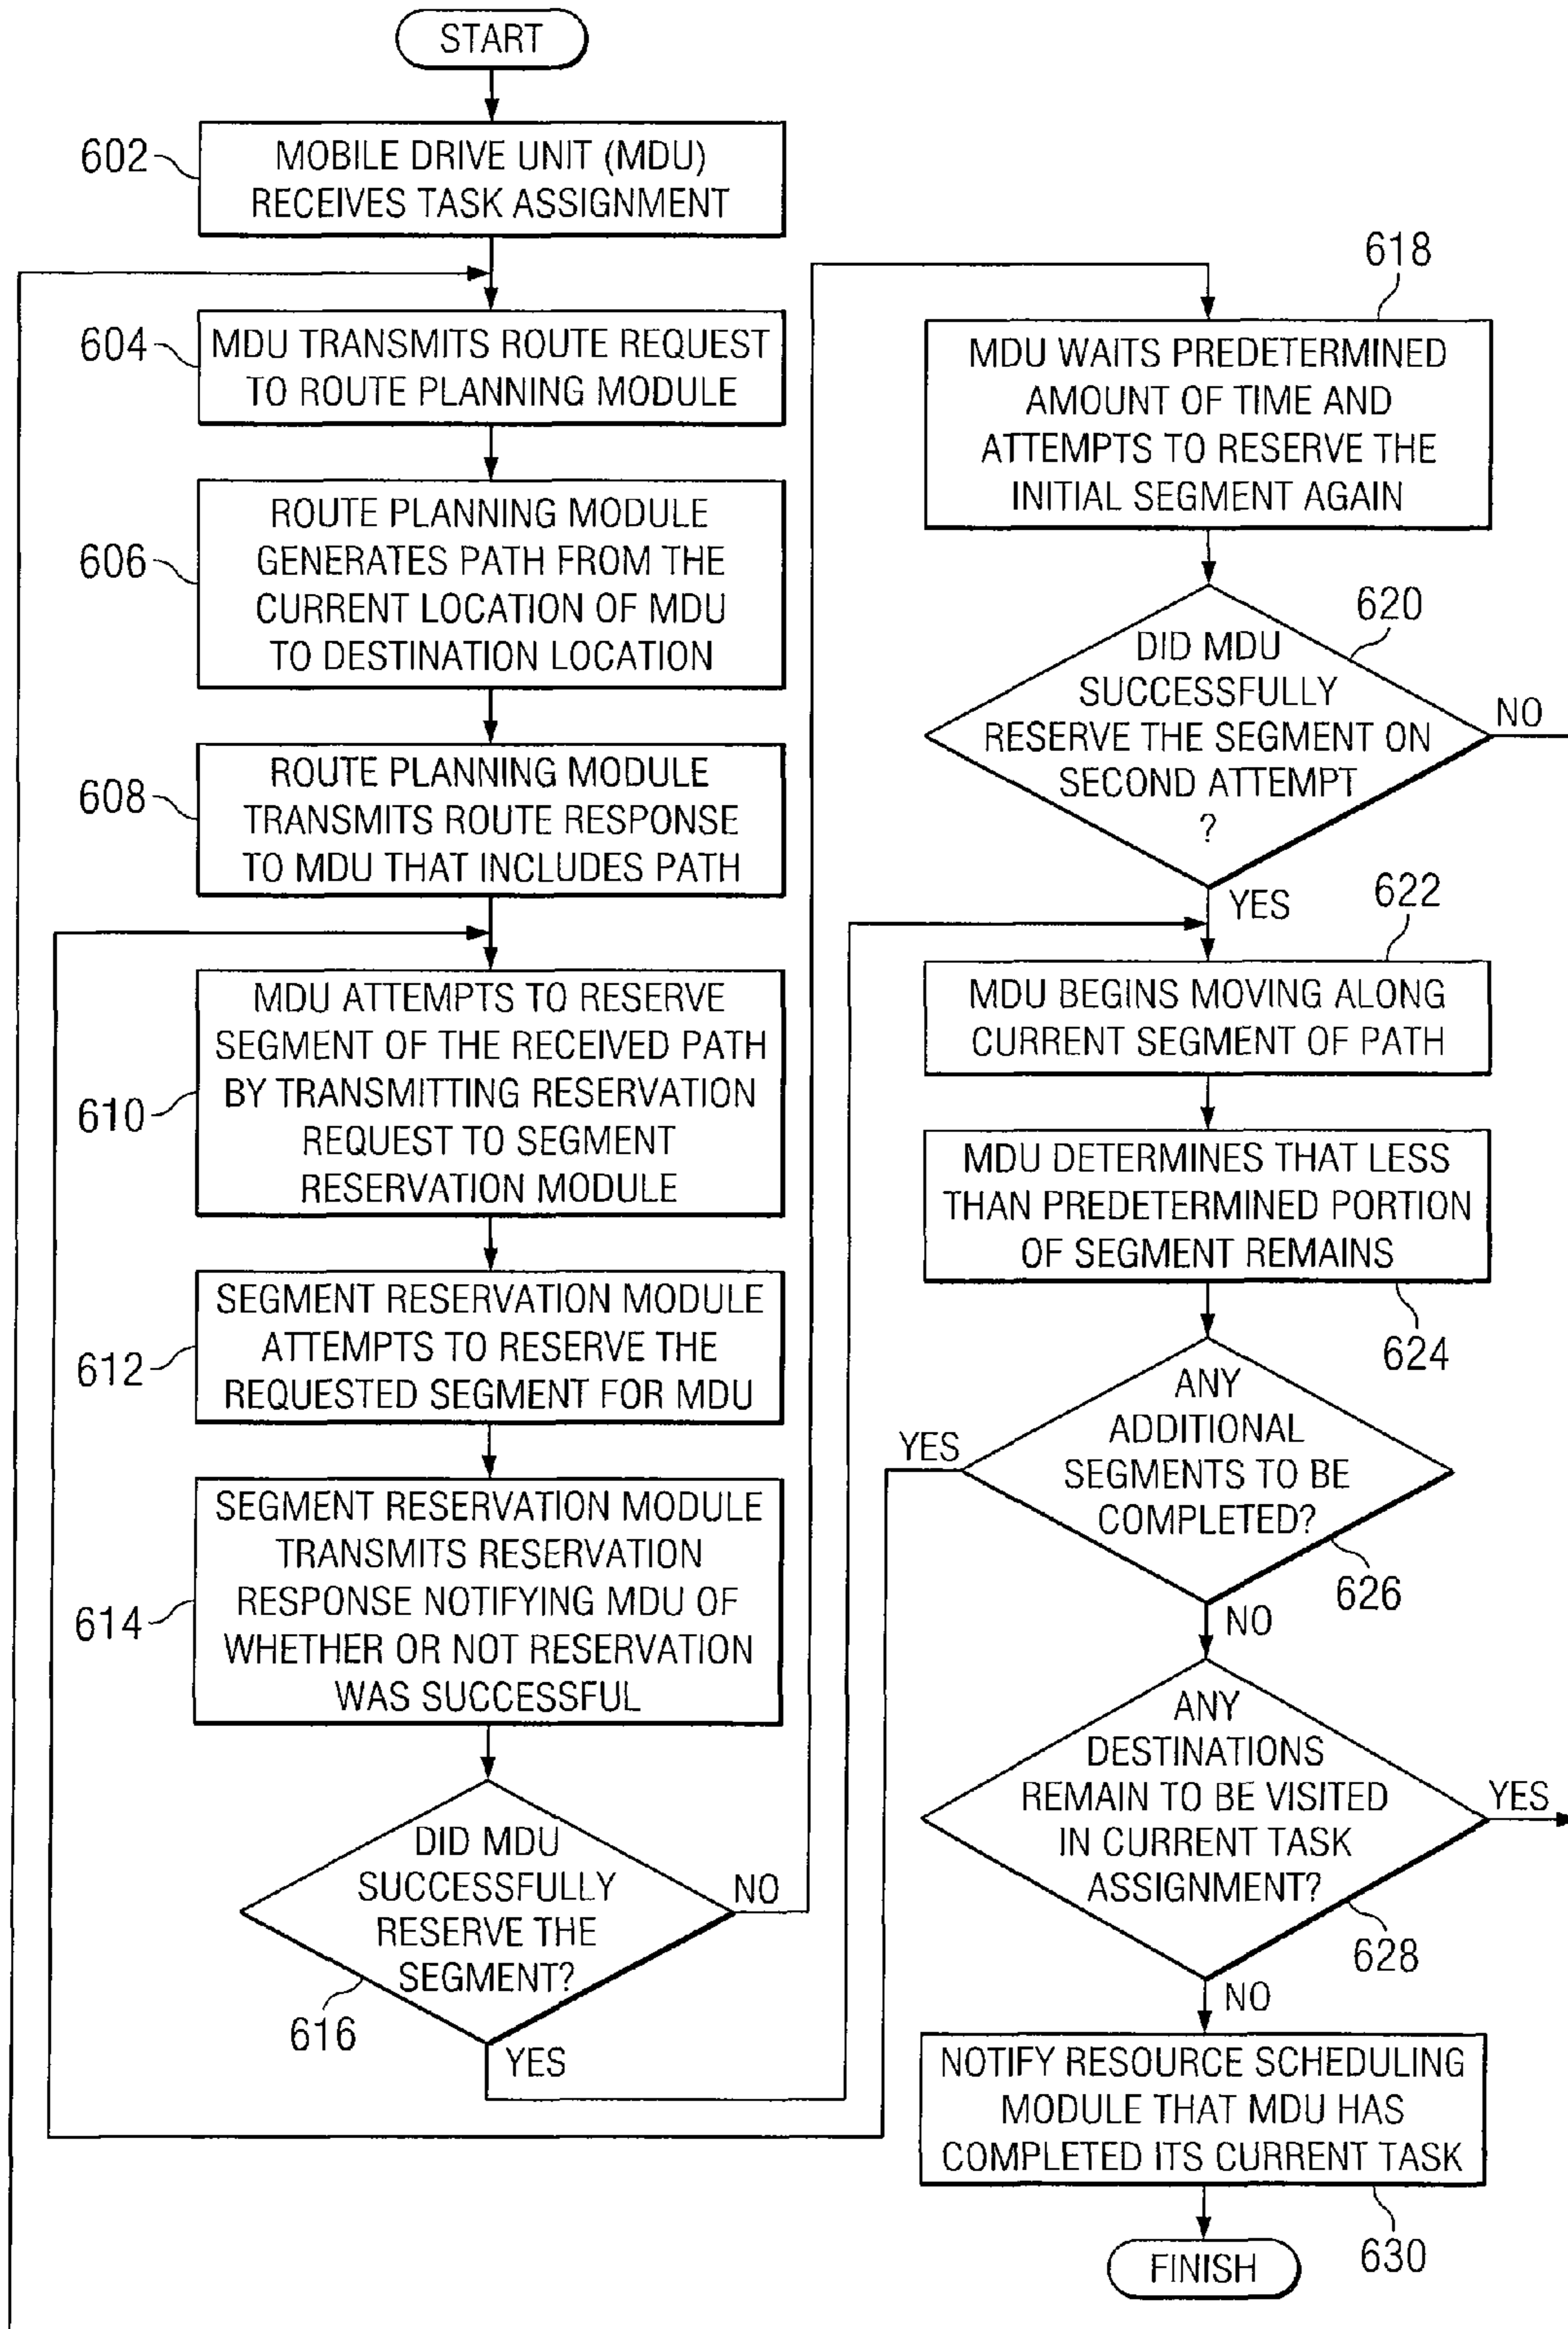 START
602
MOBILE DRIVE UNIT (MDU)
RECEIVES TASK ASSIGNMENT
604
MDU TRANSMITS ROUTE REQUEST
TO ROUTE PLANNING MODULE
606
ROUTE PLANNING MODULE
GENERATES PATH FROM THE
CURRENT LOCATION OF MDU
TO DESTINATION LOCATION
608
ROUTE PLANNING MODULE
TRANSMITS ROUTE RESPONSE
TO MDU THAT INCLUDES PATH
610
MDU ATTEMPTS TO RESERVE
SEGMENT OF THE RECEIVED PATH
BY TRANSMITTING RESERVATION
REQUEST TO SEGMENT
RESERVATION MODULE
612
SEGMENT RESERVATION MODULE
ATTEMPTS TO RESERVE THE
REQUESTED SEGMENT FOR MDU
614
SEGMENT RESERVATION MODULE
TRANSMITS RESERVATION
RESPONSE NOTIFYING MDU OF
WHETHER OR NOT RESERVATION
WAS SUCCESSFUL
DID MDU
SUCCESSFULLY
RESERVE THE
SEGMENT?
616
NO
YES
618
MDU WAITS PREDETERMINED
AMOUNT OF TIME AND
ATTEMPTS TO RESERVE THE
INITIAL SEGMENT AGAIN
620
DID MDU
SUCCESSFULLY
RESERVE THE SEGMENT ON
SECOND ATTEMPT
?
NO
YES
622
MDU BEGINS MOVING ALONG
CURRENT SEGMENT OF PATH
MDU DETERMINES THAT LESS
THAN PREDETERMINED PORTION
OF SEGMENT REMAINS
624
ANY
ADDITIONAL
SEGMENTS TO BE
COMPLETED?
YES
626
NO
ANY
DESTINATIONS
REMAIN TO BE VISITED
IN CURRENT TASK
ASSIGNMENT?
YES
628
NO
NOTIFY RESOURCE SCHEDULING
MODULE THAT MDU HAS
COMPLETED ITS CURRENT TASK
630
FINISH